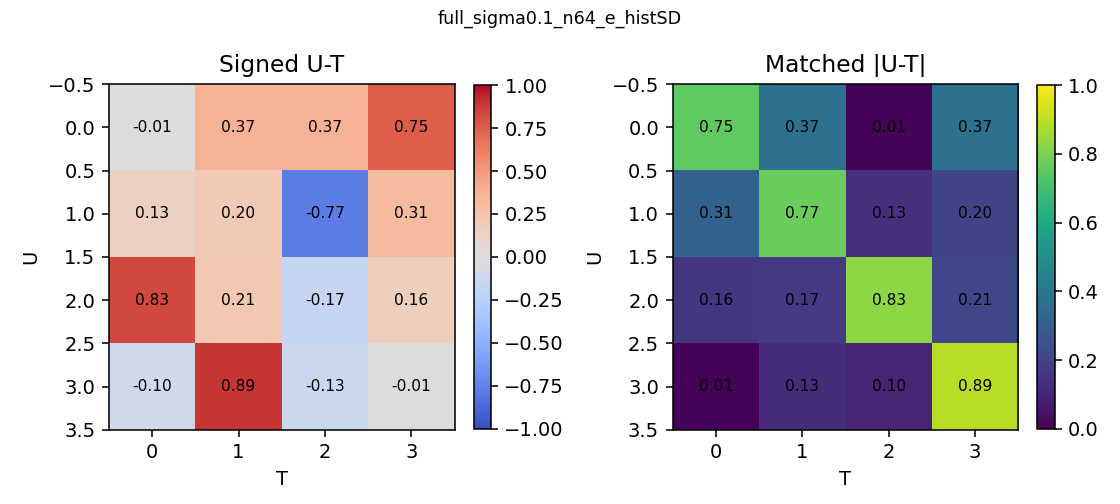 full_sigma0.1_n64_e_histSD
Signed U-T
−0.5
0.0
0.5
1.0
1.5
2.0
2.5
3.0
3.5
U
-0.01 0.37 0.37 0.75
0.13 0.20 -0.77 0.31
0.83 0.21 -0.17 0.16
-0.10 0.89 -0.13 -0.01
0 1 2 3
T
1.00
0.75
0.50
0.25
0.00
−0.25
−0.50
−0.75
−1.00
Matched |U-T|
−0.5
0.0
0.5
1.0
1.5
2.0
2.5
3.0
3.5
U
0.75 0.37 0.01 0.37
0.31 0.77 0.13 0.20
0.16 0.17 0.83 0.21
0.01 0.13 0.10 0.89
0 1 2 3
T
1.0
0.8
0.6
0.4
0.2
0.0